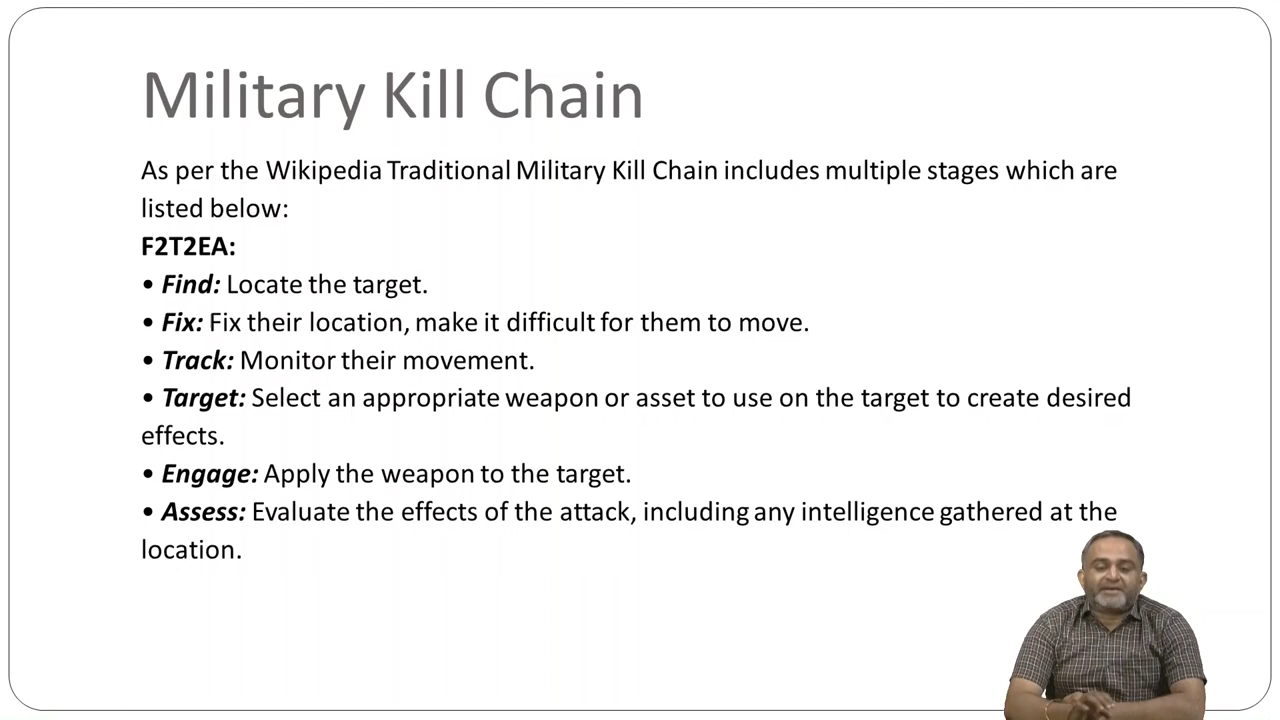 Military Kill Chain
As per the Wikipedia Traditional Military Kill Chain includes multiple stages which are
listed below:
F2T2EA:
• Find: Locate the target.
• Fix: Fix their location, make it difficult for them to move.
• Track: Monitor their movement.
• Target: Select an appropriate weapon or asset to use on the target to create desired
effects.
• Engage: Apply the weapon to the target.
• Assess: Evaluate the effects of the attack, including any intelligence gathered at the
location.